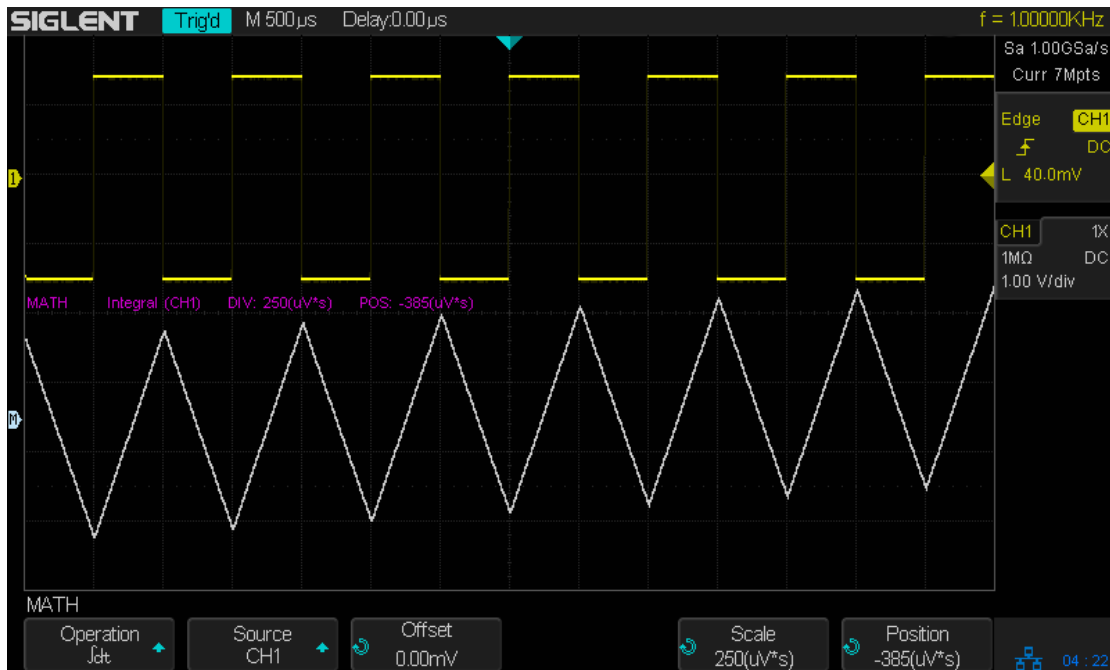 SIGLENT Trig'd M 500µs Delay:0.00µs f = 1.00000KHz
Sa 1.00GSa/s
Curr 7Mpts
Edge CH1
DC
L 40.0mV
1
CH1 1X
1MΩ DC
1.00 V/div
MATH Integral (CH1) DIV: 250(uV*s) POS: -385(uV*s)
M
MATH
Operation Source Offset Scale Position
∫dt CH1 0.00mV 250(uV*s) -385(uV*s)
04:22